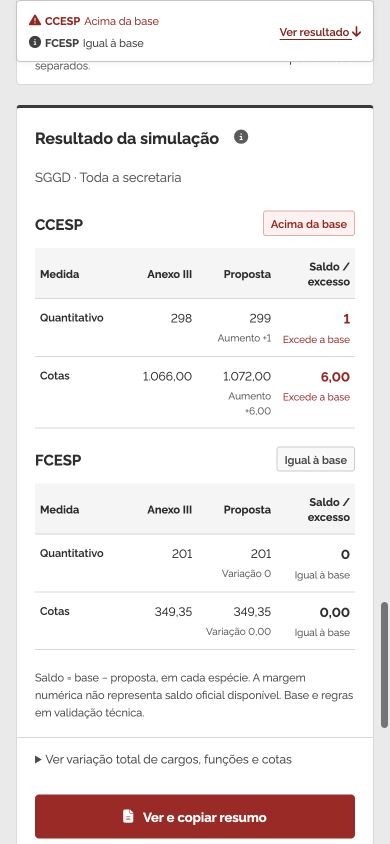 CCESP Acima da base
FCESP Igual à base
Ver resultado
separados.
Resultado da simulação
SGGD · Toda a secretaria
CCESP
Acima da base
Medida Anexo III Proposta Saldo /
excesso
Quantitativo 298 299 1
Aumento +1 Excede a base
Cotas 1.066,00 1.072,00 6,00
Aumento Excede a base
+6,00
FCESP
Igual à base
Medida Anexo III Proposta Saldo /
excesso
Quantitativo 201 201 0
Variação 0 Igual à base
Cotas 349,35 349,35 0,00
Variação 0,00 Igual à base
Saldo = base − proposta, em cada espécie. A margem
numérica não representa saldo oficial disponível. Base e regras
em validação técnica.
Ver variação total de cargos, funções e cotas
Ver e copiar resumo